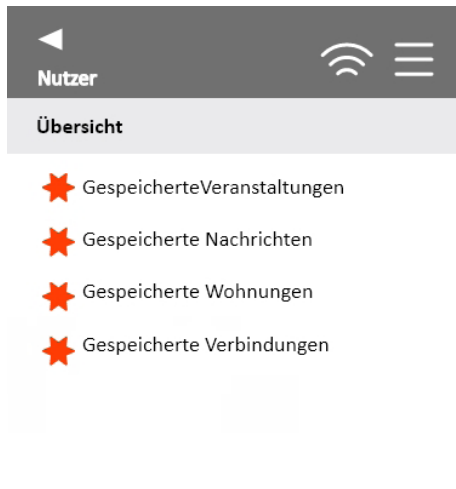 Nutzer
Übersicht
GespeicherteVeranstaltungen
Gespeicherte Nachrichten
Gespeicherte Wohnungen
Gespeicherte Verbindungen